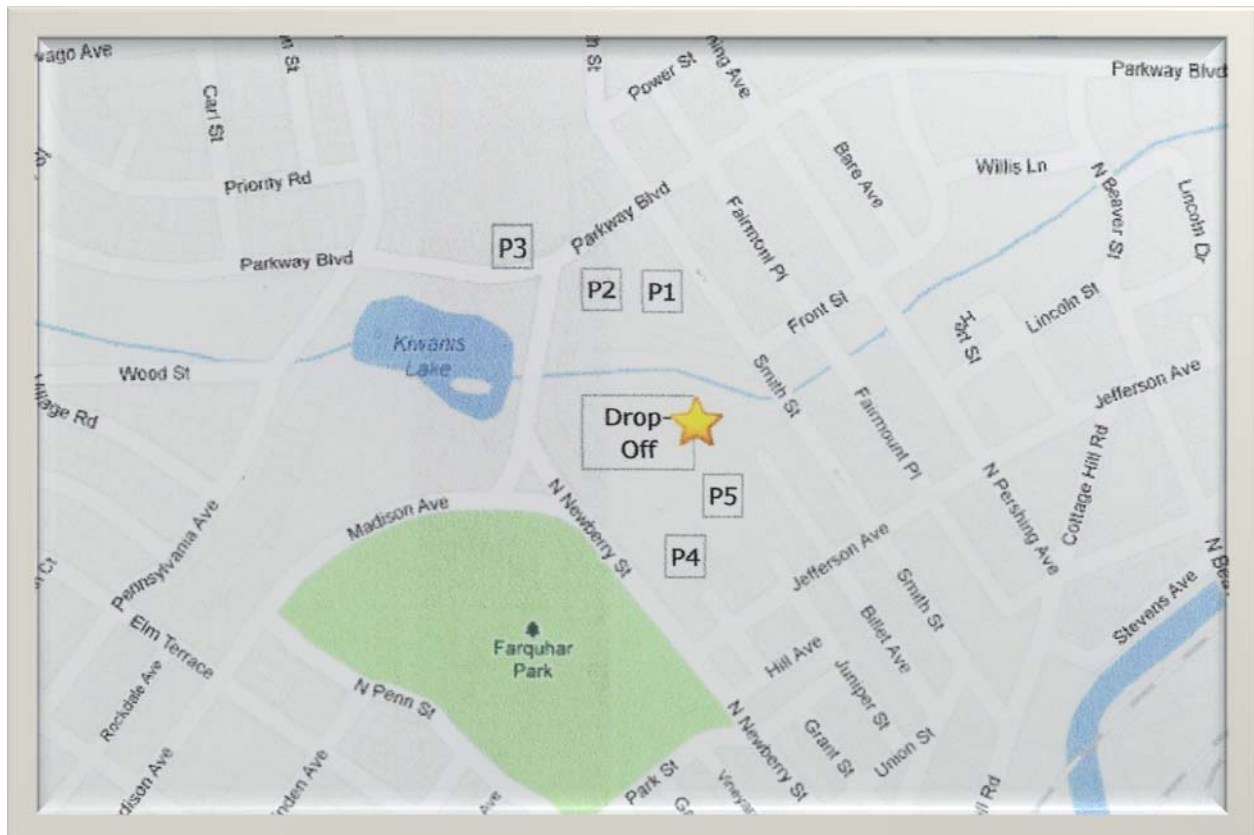 Parkway Blvd
Carl St
Power St
Bare Ave
Willis Ln
N Beaver St
Lincoln Dr
Priority Rd
Parkway Blvd
Fairmont Pl
P3
Parkway Blvd
P2
P1
Front St
Hert St
Lincoln St
Kiwanis
Lake
Wood St
Smith St
Fairmount Pl
Jefferson Ave
Drop-
Off
P5
P4
N Newberry St
N Pershing Ave
Cottage Hill Rd
Madison Ave
Pennsylvania Ave
Jefferson Ave
Smith St
Billet Ave
Stevens Ave
Elm Terrace
Rockdale Ave
Farquhar
Park
Hill Ave
Juniper St
N Penn St
N Newberry St
Grant St
Union St
Park St